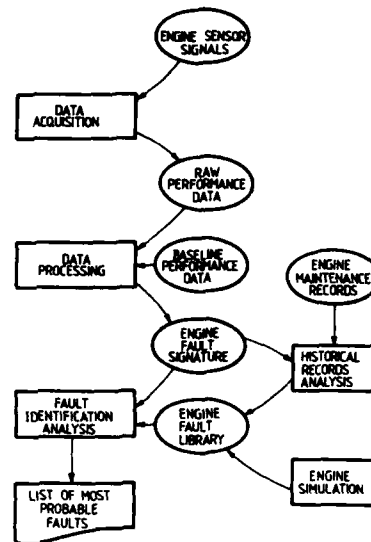 ENGINE SENSOR
SIGNALS
DATA
ACQUISITION
RAW
PERFORMANCE
DATA
DATA
PROCESSING
BASELINE
PERFORMANCE
DATA
ENGINE
MAINTENANCE
RECORDS
ENGINE
FAULT
SIGNATURE
HISTORICAL
RECORDS
ANALYSIS
FAULT
IDENTIFICATION
ANALYSIS
ENGINE
FAULT
LIBRARY
ENGINE
SIMULATION
LIST OF MOST
PROBABLE
FAULTS